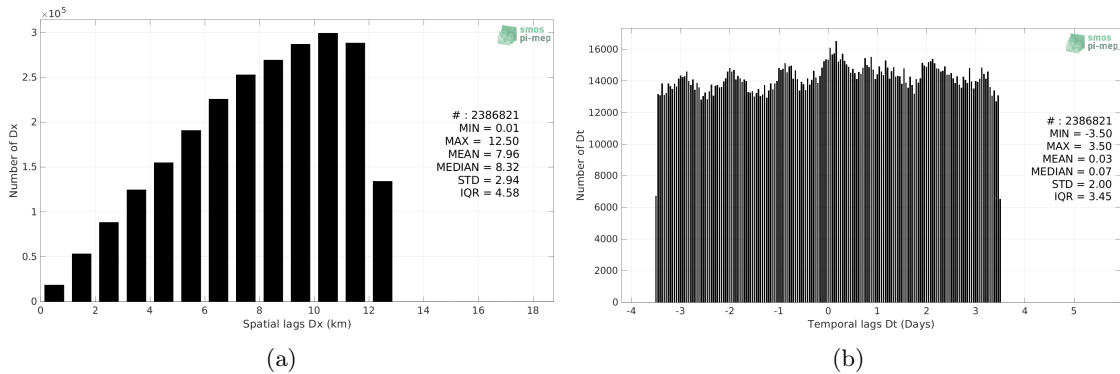 ×10⁵
3
2.5
2
1.5
1
0.5
0
0 2 4 6 8 10 12 14 16 18
Number of Dx
Spatial lags Dx (km)
smos
pi-mep
# : 2386821
MIN = 0.01
MAX = 12.50
MEAN = 7.96
MEDIAN = 8.32
STD = 2.94
IQR = 4.58
(a)
16000
14000
12000
10000
8000
6000
4000
2000
0
-4 -3 -2 -1 0 1 2 3 4 5
Number of Dt
Temporal lags Dt (Days)
smos
pi-mep
# : 2386821
MIN = -3.50
MAX = 3.50
MEAN = 0.03
MEDIAN = 0.07
STD = 2.00
IQR = 3.45
(b)